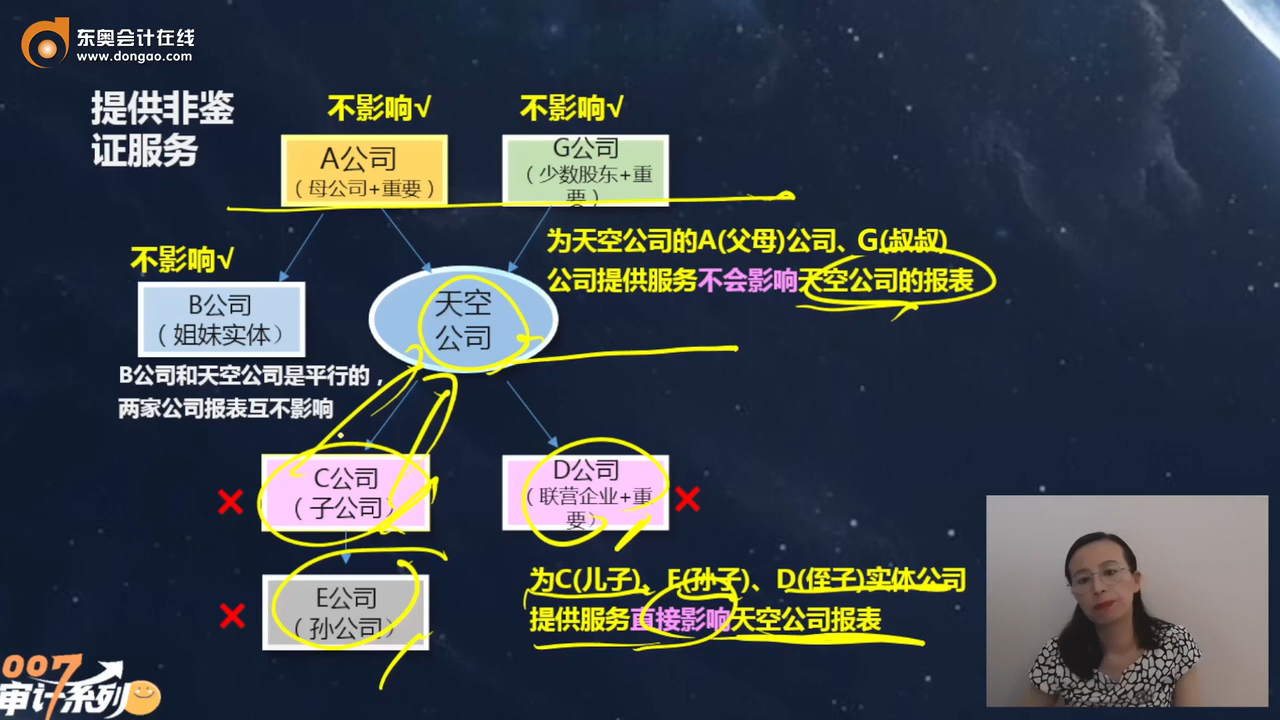 东奥会计在线
www.dongao.com
提供非鉴
证服务
不影响√
不影响√
A公司
（母公司+重要）
G公司
（少数股东+重
要）
为天空公司的A(父母)公司、G(叔叔)
公司提供服务不会影响天空公司的报表
不影响√
B公司
（姐妹实体）
天空
公司
B公司和天空公司是平行的，
两家公司报表互不影响
C公司
（子公司）
D公司
（联营企业+重
要）
E公司
（孙公司）
为C(儿子)、E(孙子)、D(侄子)实体公司
提供服务直接影响天空公司报表
007
审计系列